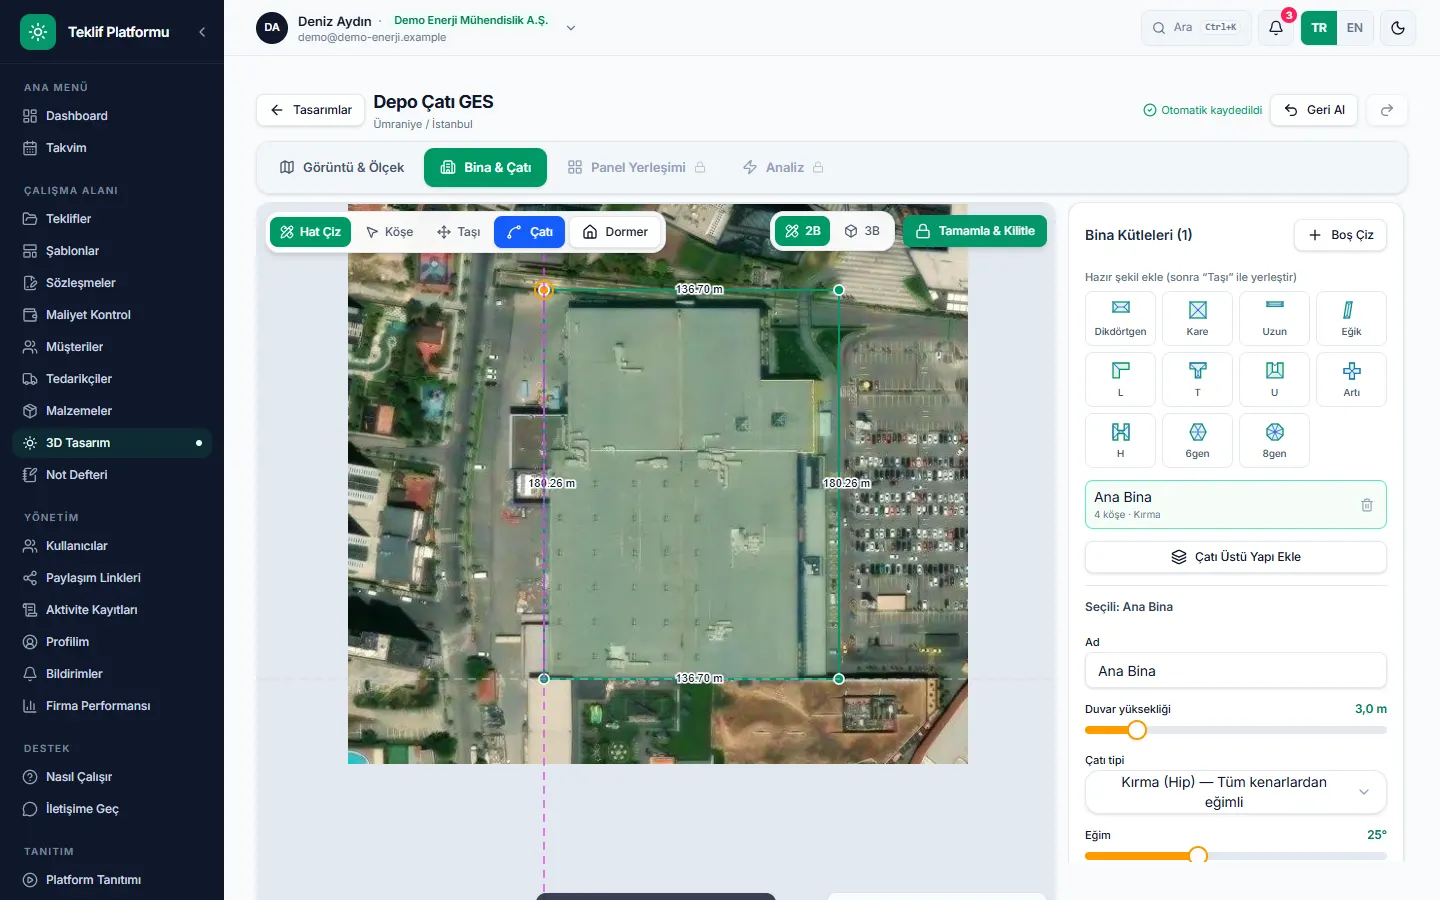 Teklif Platformu
ANA MENÜ
Dashboard
Takvim
ÇALIŞMA ALANI
Teklifler
Şablonlar
Sözleşmeler
Maliyet Kontrol
Müşteriler
Tedarikçiler
Malzemeler
3D Tasarım
Not Defteri
YÖNETİM
Kullanıcılar
Paylaşım Linkleri
Aktivite Kayıtları
Profilim
Bildirimler
Firma Performansı
DESTEK
Nasıl Çalışır
İletişime Geç
TANITIM
Platform Tanıtımı
DA
Deniz Aydın · Demo Enerji Mühendislik A.Ş.
demo@demo-enerji.example
Ara Ctrl+K
3
TR EN
Tasarımlar
Depo Çatı GES
Ümraniye / İstanbul
Otomatik kaydedildi
Geri Al
Görüntü & Ölçek
Bina & Çatı
Panel Yerleşimi
Analiz
Hat Çiz
Köşe
Taşı
Çatı
Dormer
2B
3B
Tamamla & Kilitle
136.70 m
180.26 m
180.26 m
136.70 m
Bina Kütleleri (1)
Boş Çiz
Hazır şekil ekle (sonra “Taşı” ile yerleştir)
Dikdörtgen
Kare
Uzun
Eğik
L
T
U
Artı
H
6gen
8gen
Ana Bina
4 köşe · Kırma
Çatı Üstü Yapı Ekle
Seçili: Ana Bina
Ad
Ana Bina
Duvar yüksekliği 3,0 m
Çatı tipi
Kırma (Hip) — Tüm kenarlardan
eğimli
Eğim 25°